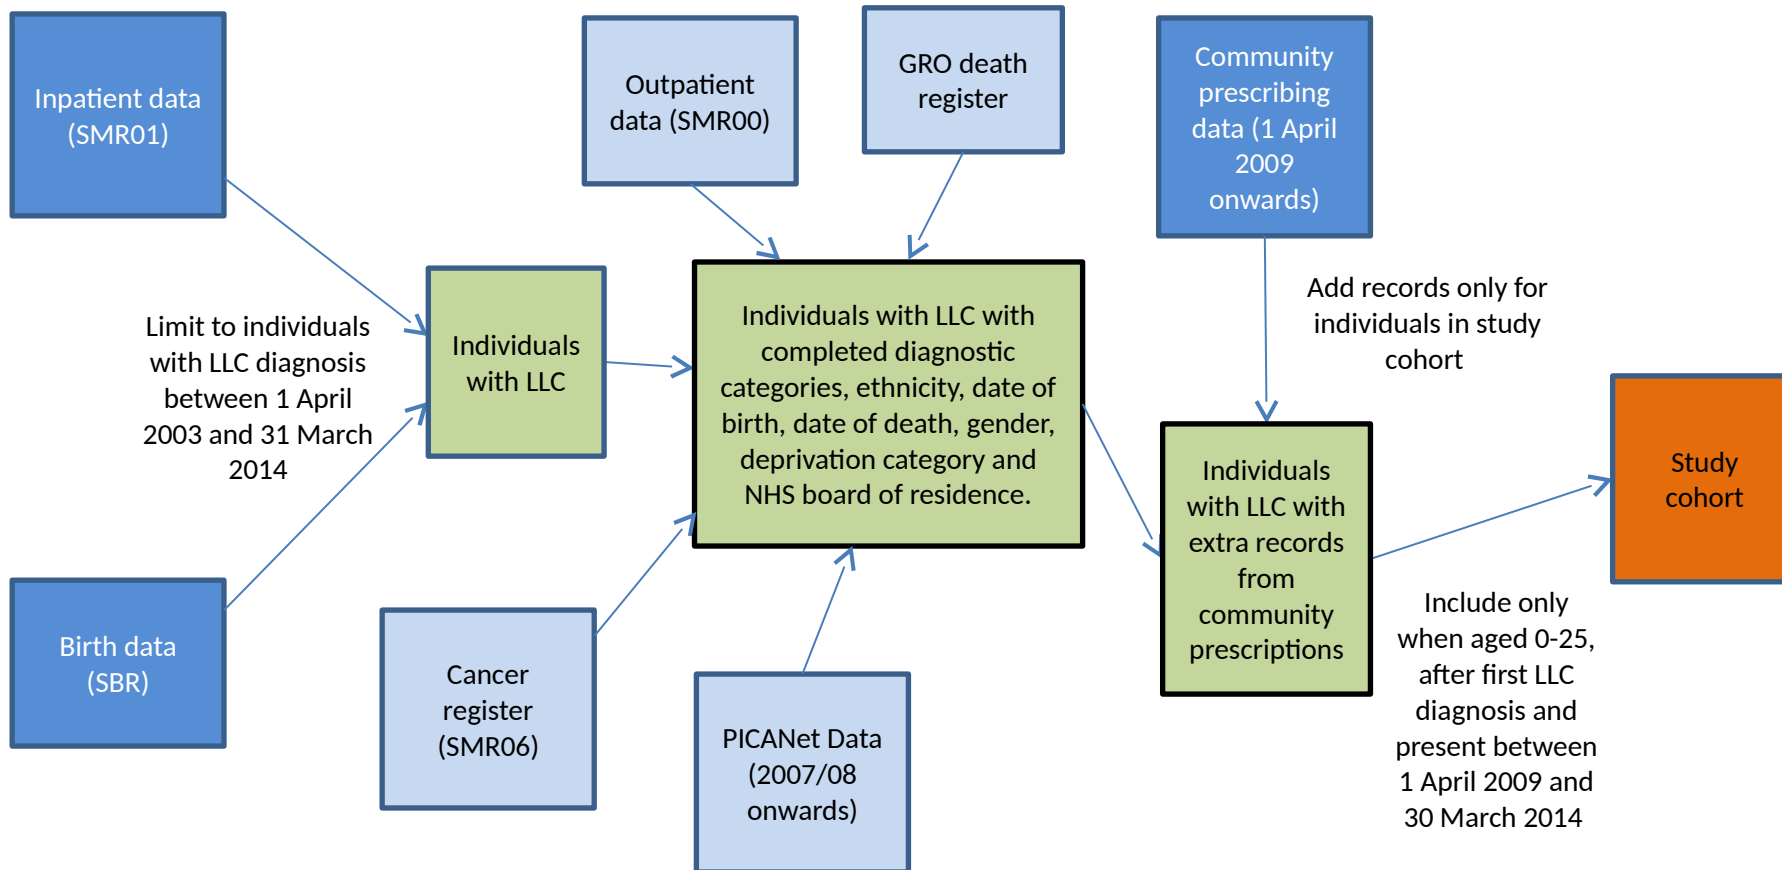 Inpatient data
(SMR01)
Outpatient
data (SMR00)
GRO death
register
Community
prescribing
data (1 April
2009
onwards)
Limit to individuals
with LLC diagnosis
between 1 April
2003 and 31 March
2014
Individuals
with LLC
Individuals with LLC with
completed diagnostic
categories, ethnicity, date of
birth, date of death, gender,
deprivation category and
NHS board of residence.
Add records only for
individuals in study
cohort
Individuals
with LLC with
extra records
from
community
prescriptions
Study
cohort
Birth data
(SBR)
Cancer
register
(SMR06)
PICANet Data
(2007/08
onwards)
Include only
when aged 0-25,
after first LLC
diagnosis and
present between
1 April 2009 and
30 March 2014